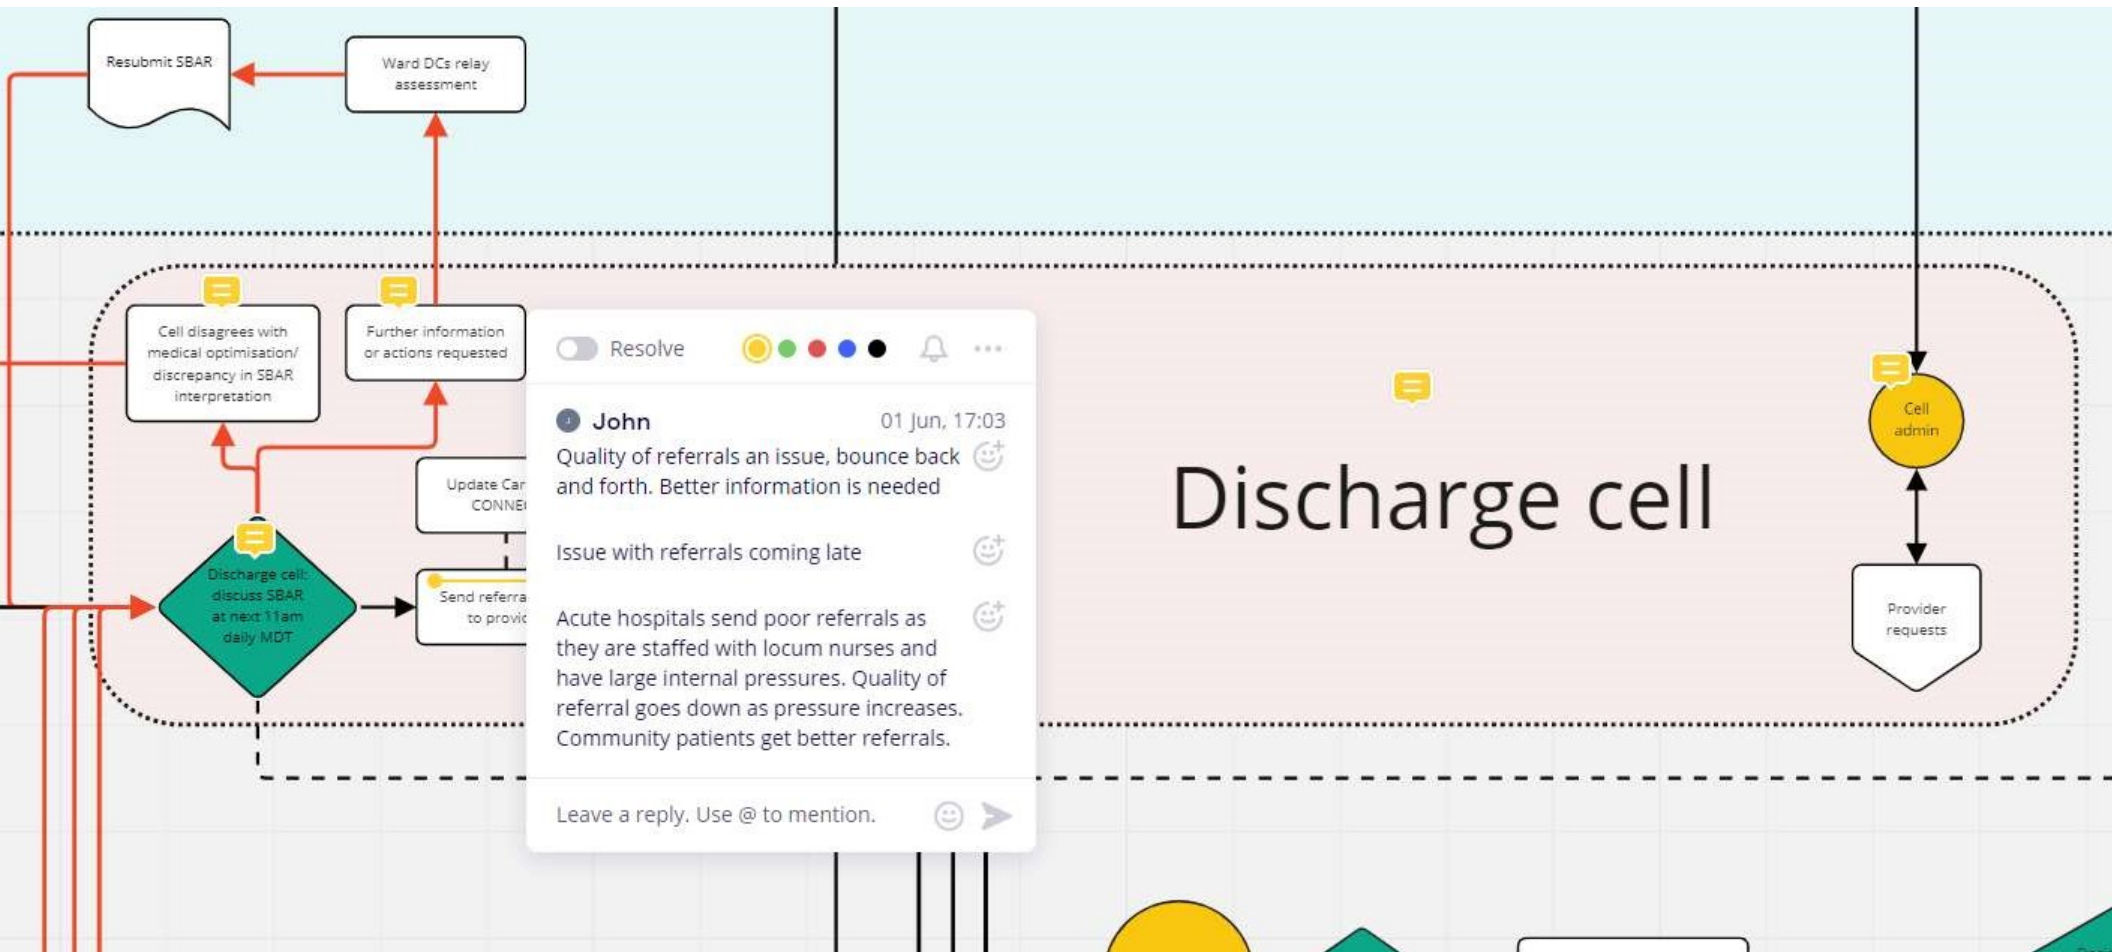 Resubmit SBAR
Ward DCs relay
assessment
Cell disagrees with
medical optimisation/
discrepancy in SBAR
interpretation
Further information
or actions requested
Resolve
John
01 Jun, 17:03
Quality of referrals an issue, bounce back
and forth. Better information is needed
Issue with referrals coming late
Acute hospitals send poor referrals as
they are staffed with locum nurses and
have large internal pressures. Quality of
referral goes down as pressure increases.
Community patients get better referrals.
Leave a reply. Use @ to mention.
Update
Send
to
Discharge cell:
discuss SBAR
at next 11am
daily MDT
Discharge cell
Cell
admin
Provider
requests